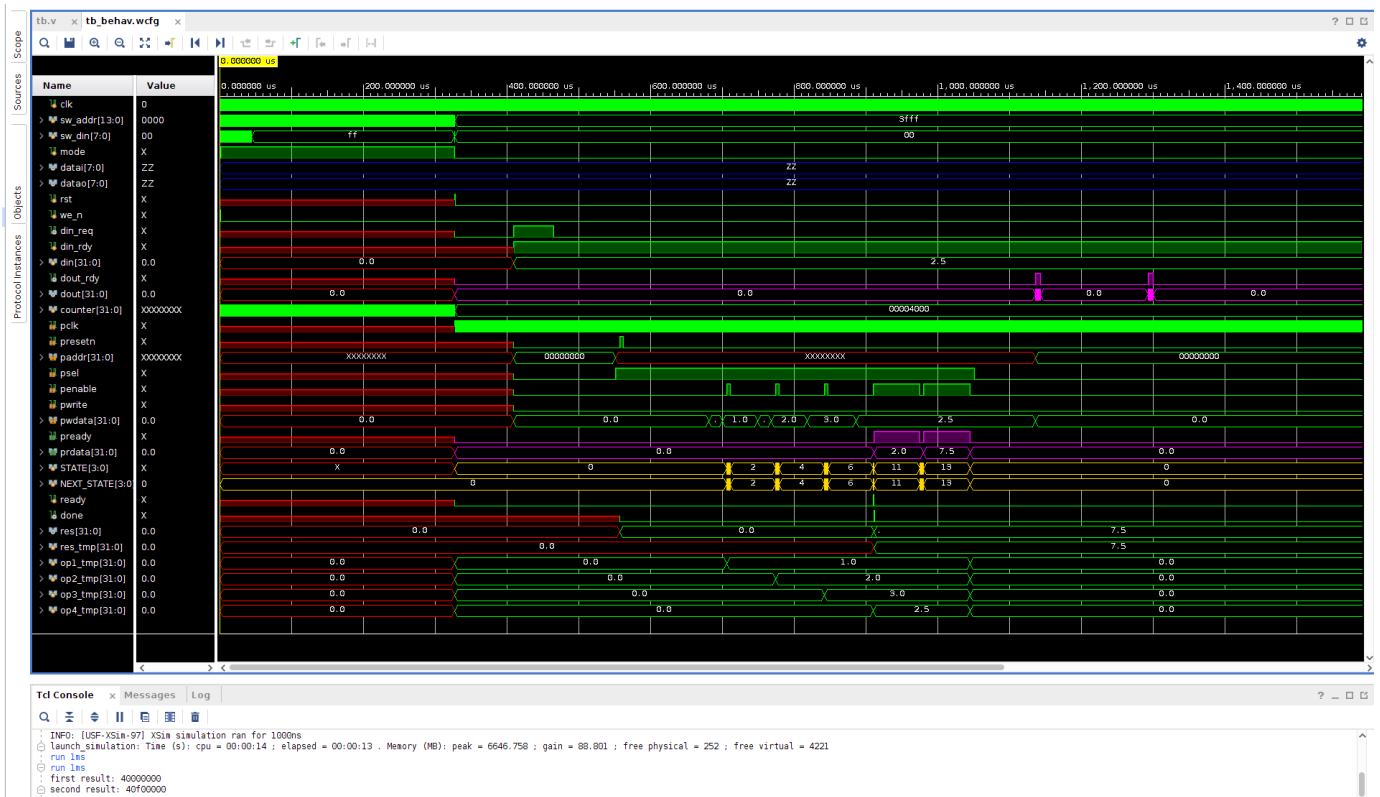 tb.v × tb_behav.wcfg ×
Scope
Sources
Objects
Protocol Instances
0.000000 us
Name Value
0.000000 us 200.000000 us 400.000000 us 600.000000 us 800.000000 us 1,000.000000 us 1,200.000000 us 1,400.000000 us
clk 0
sw_addr[13:0] 0000 3fff
sw_din[7:0] 00 ff 00
mode X
datai[7:0] ZZ ZZ
datao[7:0] ZZ ZZ
rst X
we_n X
din_req X
din_rdy X
din[31:0] 0.0 0.0 2.5
dout_rdy X
dout[31:0] 0.0 0.0 0.0 0.0 0.0
counter[31:0] XXXXXXXX 00004000
pclk X
presetn X
paddr[31:0] XXXXXXXX XXXXXXXX 00000000 XXXXXXXX 00000000
psel X
penable X
pwrite X
pwdata[31:0] 0.0 0.0 0.0 . 1.0 . 2.0 3.0 2.5 0.0
pready X
prdata[31:0] 0.0 0.0 0.0 2.0 7.5 0.0
STATE[3:0] X X 0 2 4 6 11 13 0
NEXT_STATE[3:0 0 0 2 4 6 11 13 0
ready X
done X
res[31:0] 0.0 0.0 0.0 . 7.5
res_tmp[31:0] 0.0 0.0 7.5
op1_tmp[31:0] 0.0 0.0 0.0 1.0 0.0
op2_tmp[31:0] 0.0 0.0 0.0 2.0 0.0
op3_tmp[31:0] 0.0 0.0 0.0 3.0 0.0
op4_tmp[31:0] 0.0 0.0 0.0 2.5 0.0
Tcl Console × Messages Log
INFO: [USF-XSim-97] XSim simulation ran for 1000ns
launch_simulation: Time (s): cpu = 00:00:14 ; elapsed = 00:00:13 . Memory (MB): peak = 6646.758 ; gain = 88.801 ; free physical = 252 ; free virtual = 4221
run 1ms
run 1ms
first result: 40000000
second result: 40f00000